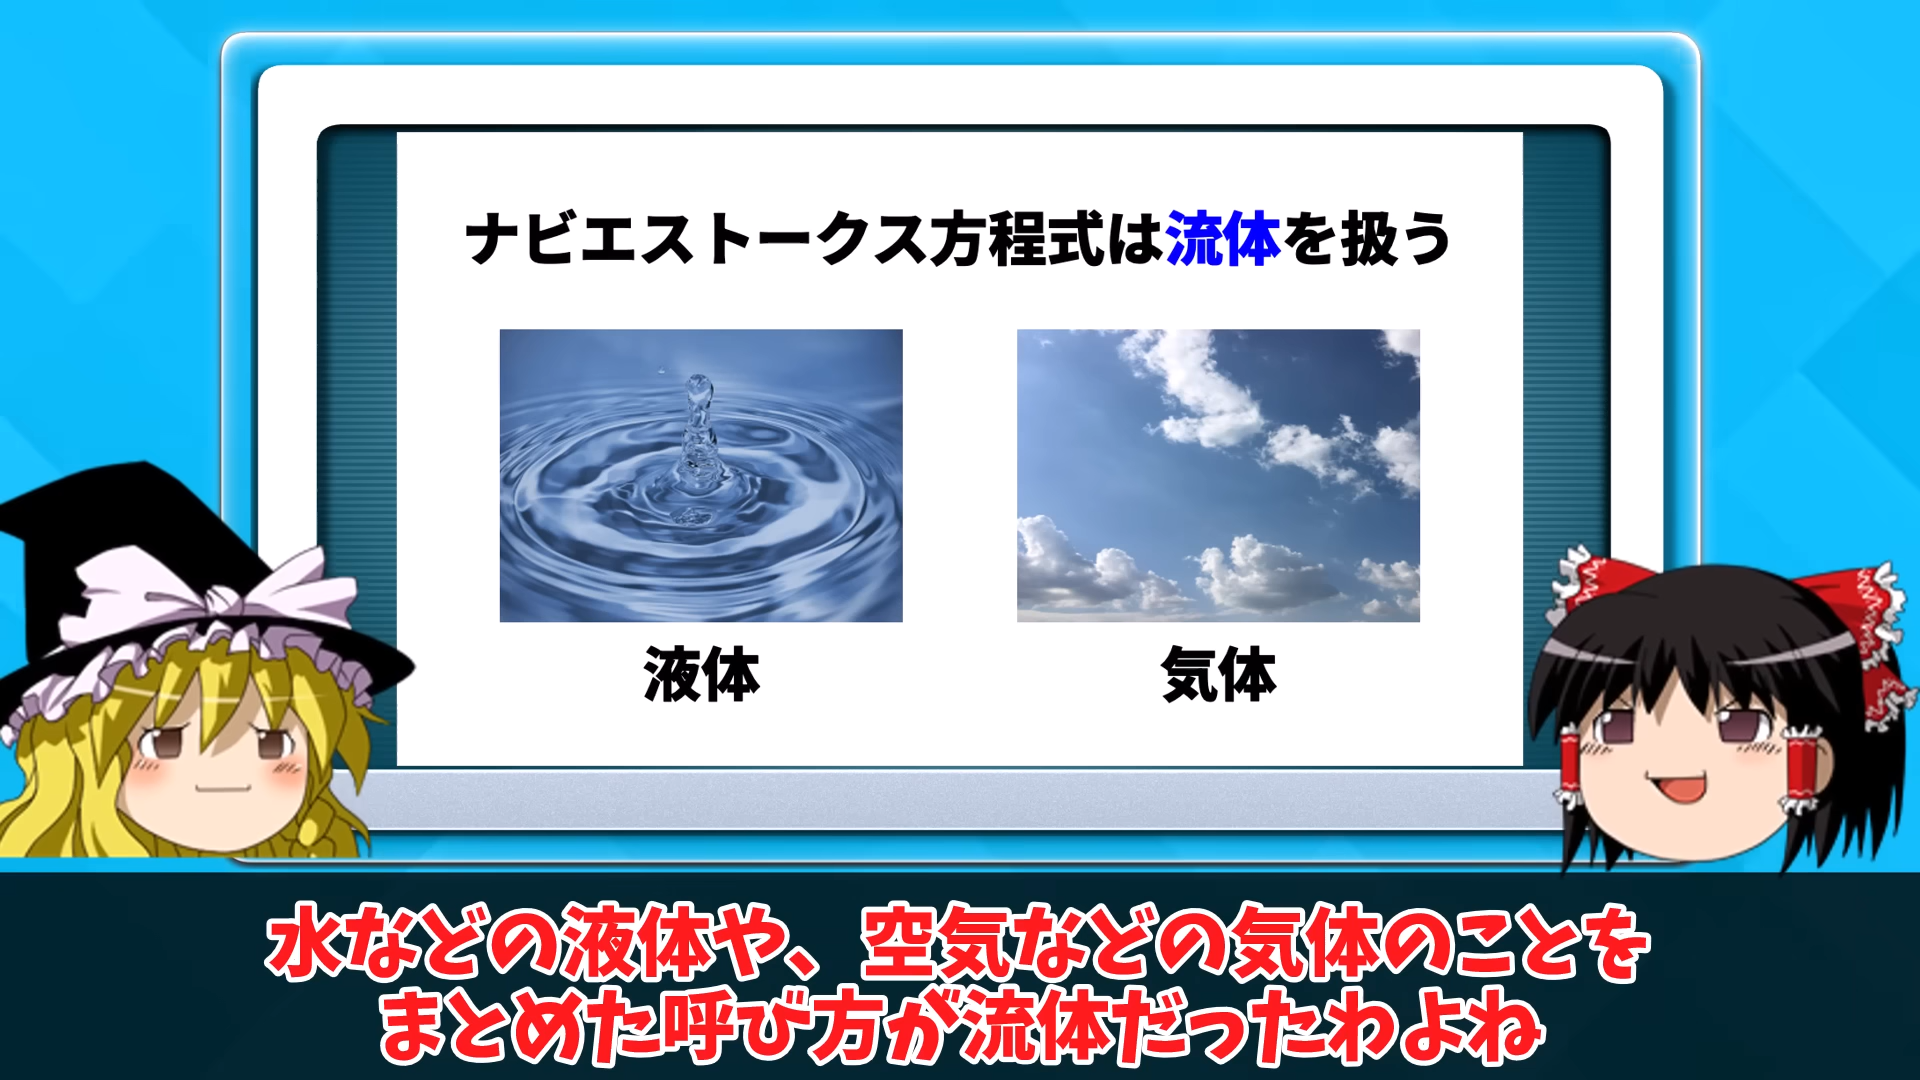 ナビエストークス方程式は流体を扱う
液体
気体
水などの液体や、空気などの気体のことを
まとめた呼び方が流体だったわよね